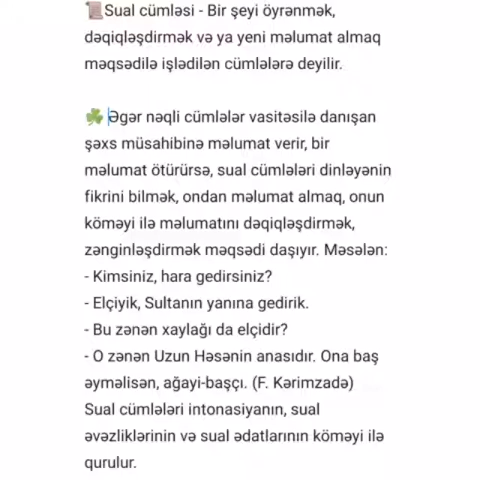 📜Sual cümləsi - Bir şeyi öyrənmək,
dəqiqləşdirmək və ya yeni məlumat almaq
məqsədilə işlədilən cümlələrə deyilir.
☘️Əgər nəqli cümlələr vasitəsilə danışan
şəxs müsahibinə məlumat verir, bir
məlumat ötürürsə, sual cümlələri dinləyənin
fikrini bilmək, ondan məlumat almaq, onun
köməyi ilə məlumatını dəqiqləşdirmək,
zənginləşdirmək məqsədi daşıyır. Məsələn:
- Kimsiniz, hara gedirsiniz?
- Elçiyik, Sultanın yanına gedirik.
- Bu zənən xaylağı da elçidir?
- O zənən Uzun Həsənin anasıdır. Ona baş
əyməlisən, ağayi-başçı. (F. Kərimzadə)
Sual cümlələri intonasiyanın, sual
əvəzliklərinin və sual ədatlarının köməyi ilə
qurulur.